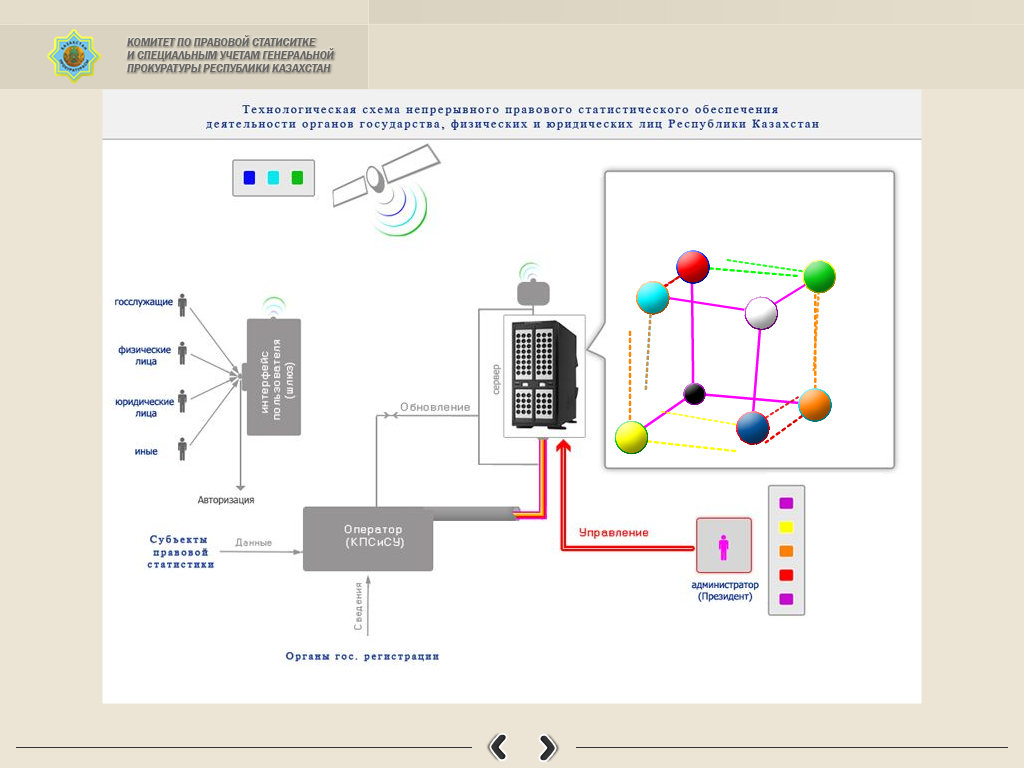 КОМИТЕТ ПО ПРАВОВОЙ СТАТИСИТКЕ
И СПЕЦИАЛЬНЫМ УЧЕТАМ ГЕНЕРАЛЬНОЙ
ПРОКУРАТУРЫ РЕСПУБЛИКИ КАЗАХСТАН
Технологическая схема непрерывного правового статистического обеспечения
деятельности органов государства, физических и юридических лиц Республики Казахстан
госслужащие
физические
лица
юридические
лица
иные
интерфейс
пользователя
(шлюз)
Авторизация
сервер
Обновление
Субъекты
правовой
статистики
Данные
Оператор
(КПСиСУ)
Управление
администратор
(Президент)
Сведения
Органы гос. регистрации